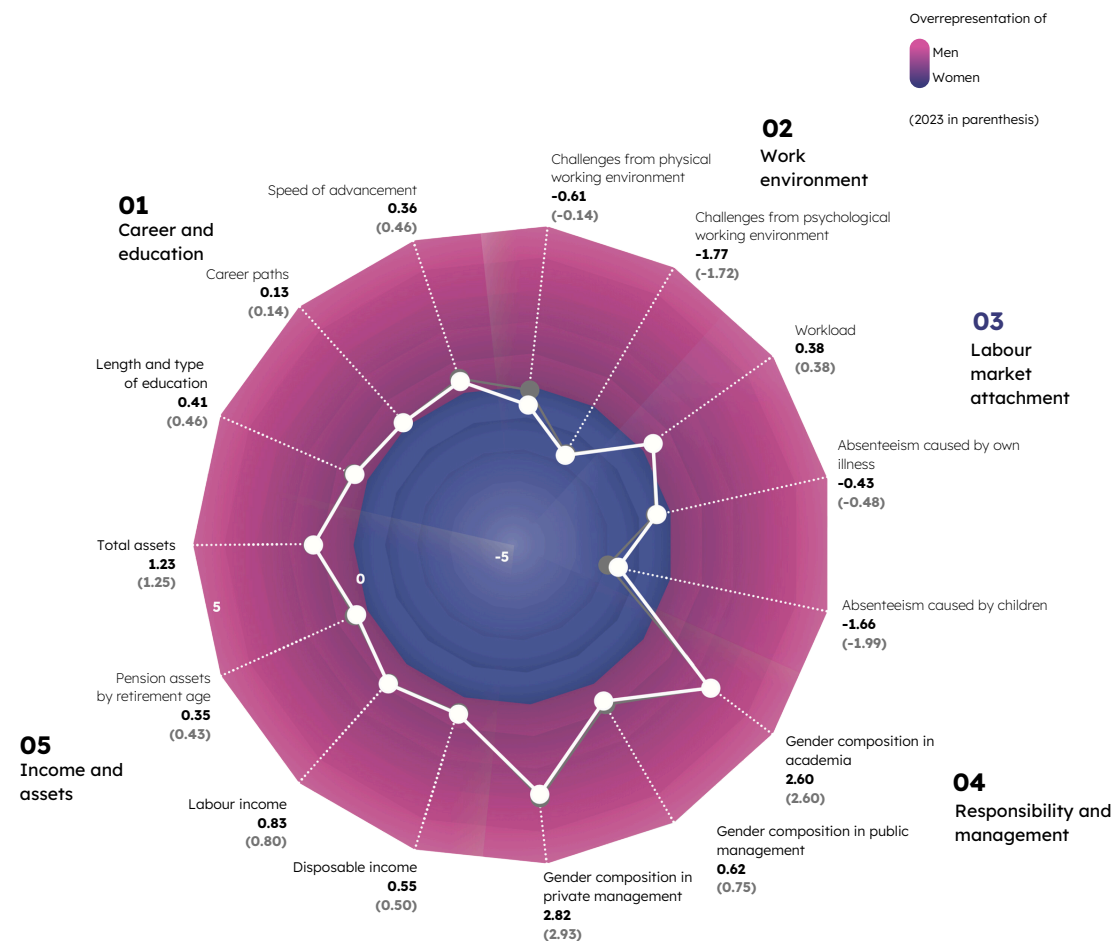 Overrepresentation of
Men
Women
(2023 in parenthesis)
01
Career and
education
Speed of advancement
0.36
(0.46)
Career paths
0.13
(0.14)
Length and type
of education
0.41
(0.46)
02
Work
environment
Challenges from physical
working environment
-0.61
(-0.14)
Challenges from psychological
working environment
-1.77
(-1.72)
Workload
0.38
(0.38)
03
Labour
market
attachment
Absenteeism caused by own
illness
-0.43
(-0.48)
Absenteeism caused by children
-1.66
(-1.99)
04
Responsibility and
management
Gender composition in
academia
2.60
(2.60)
Gender composition in public
management
0.62
(0.75)
Gender composition in
private management
2.82
(2.93)
05
Income and
assets
Total assets
1.23
(1.25)
Pension assets
by retirement age
0.35
(0.43)
Labour income
0.83
(0.80)
Disposable income
0.55
(0.50)
-5
0
5